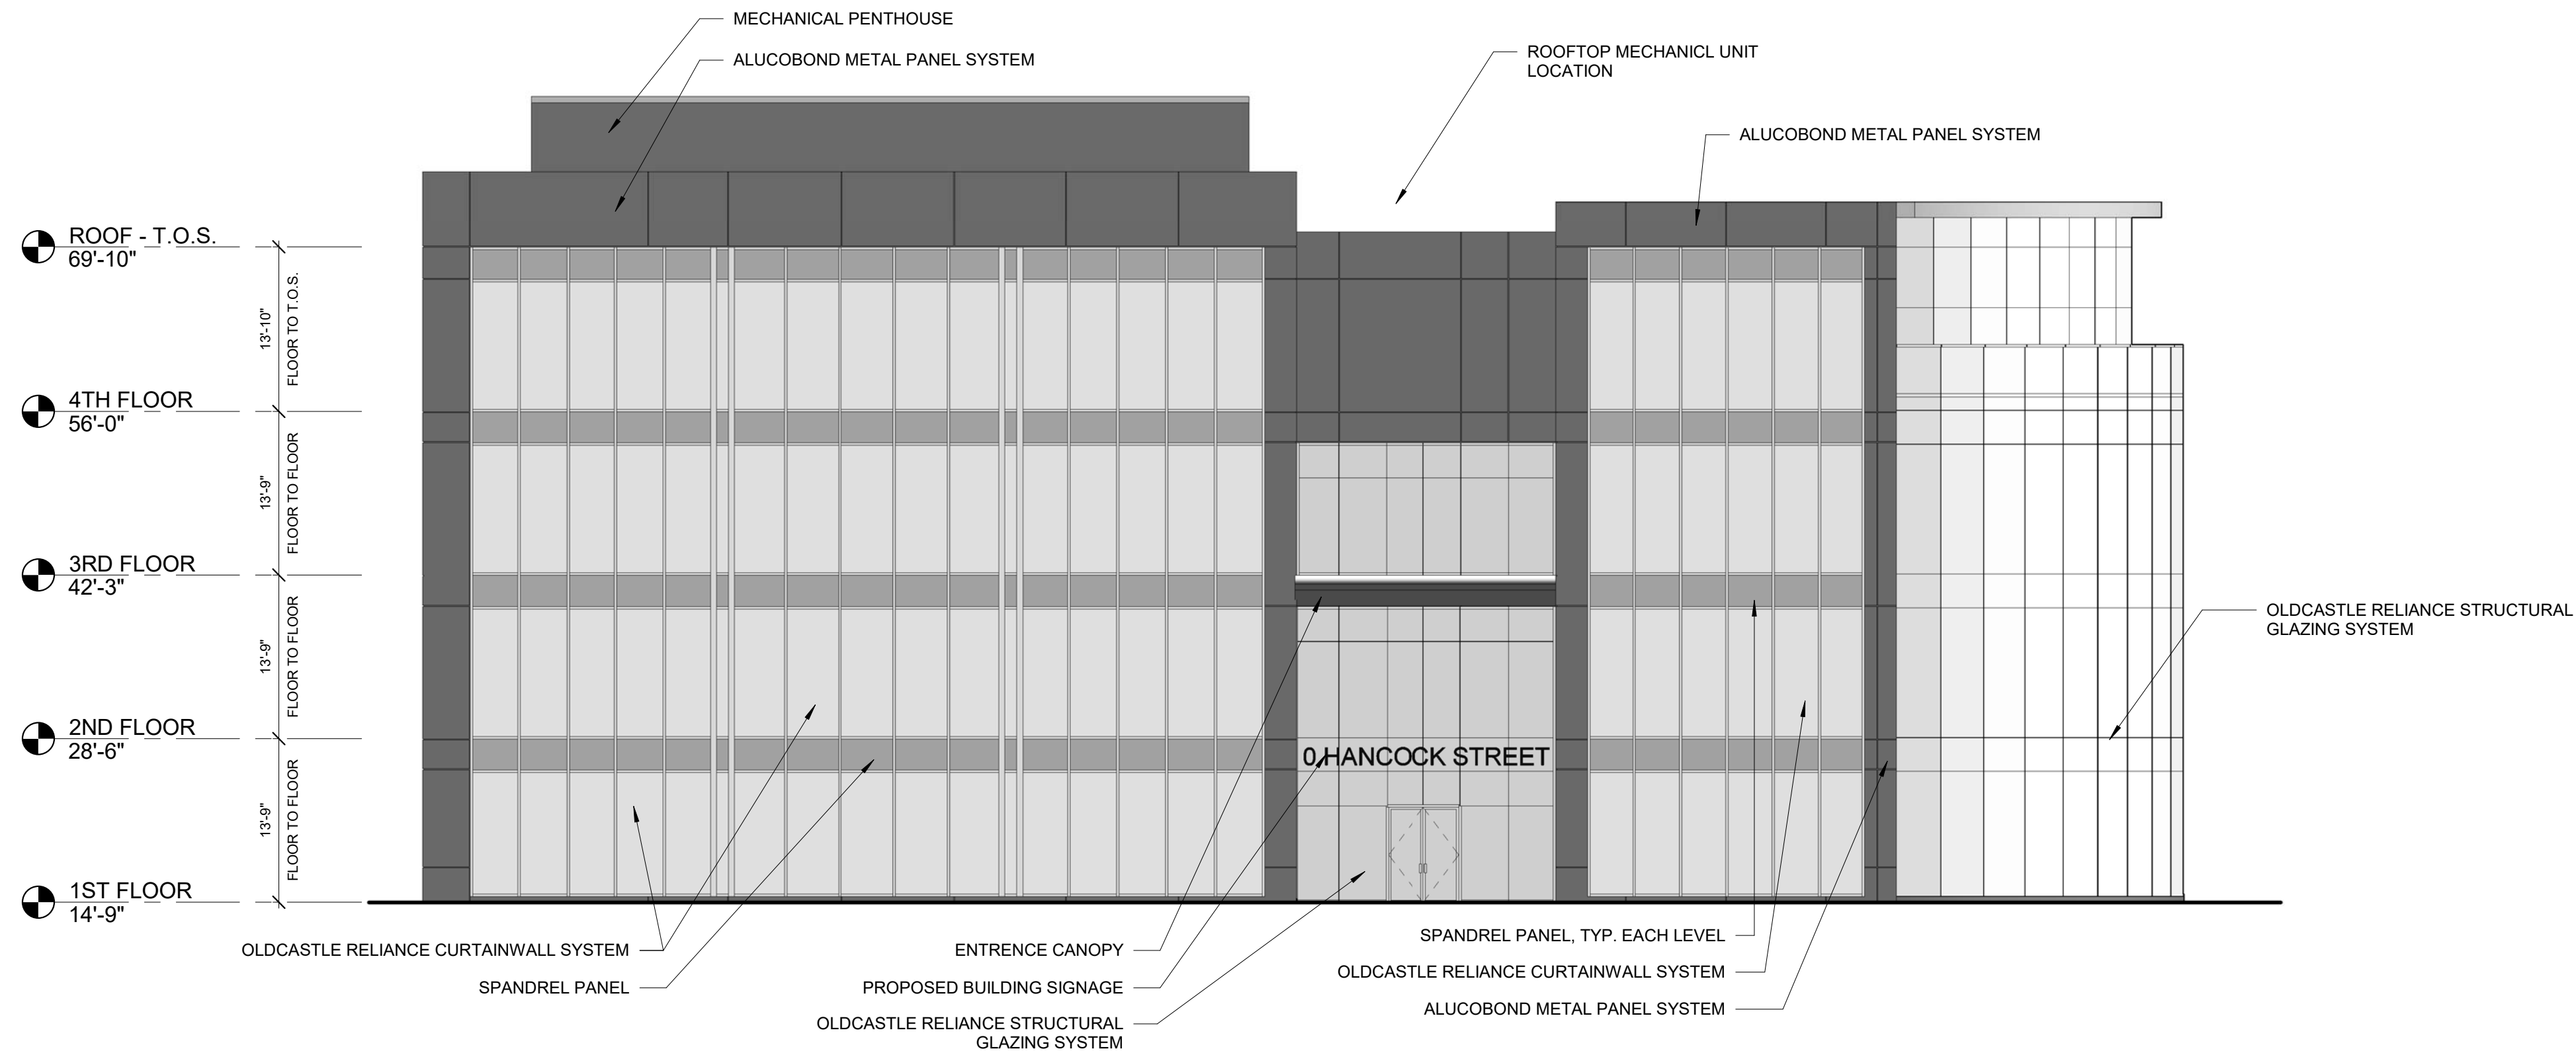 MECHANICAL PENTHOUSE
ALUCOBOND METAL PANEL SYSTEM
ROOFTOP MECHANICL UNIT
LOCATION
ALUCOBOND METAL PANEL SYSTEM
ROOF - T.O.S.
69'-10"
13'-10"
FLOOR TO T.O.S.
4TH FLOOR
56'-0"
13'-9"
FLOOR TO FLOOR
3RD FLOOR
42'-3"
13'-9"
FLOOR TO FLOOR
2ND FLOOR
28'-6"
13'-9"
FLOOR TO FLOOR
1ST FLOOR
14'-9"
0 HANCOCK STREET
OLDCASTLE RELIANCE STRUCTURAL
GLAZING SYSTEM
OLDCASTLE RELIANCE CURTAINWALL SYSTEM
SPANDREL PANEL
ENTRENCE CANOPY
PROPOSED BUILDING SIGNAGE
OLDCASTLE RELIANCE STRUCTURAL
GLAZING SYSTEM
SPANDREL PANEL, TYP. EACH LEVEL
OLDCASTLE RELIANCE CURTAINWALL SYSTEM
ALUCOBOND METAL PANEL SYSTEM